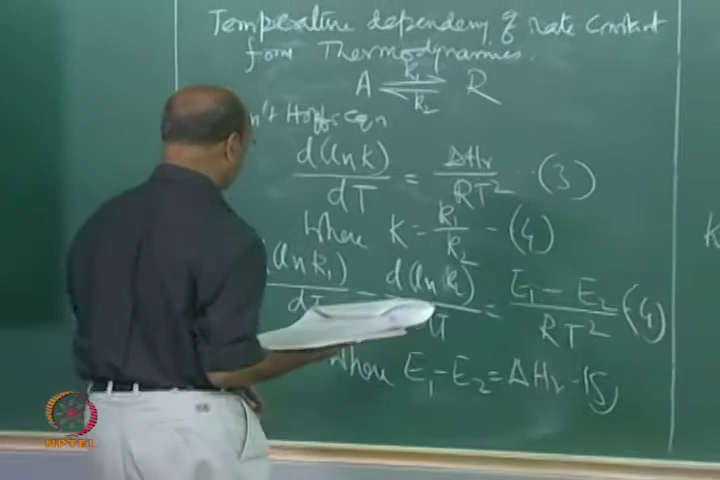 Temperature dependency of rate Constant
from Thermodynamics.
A ⇌ R
k1
k2
n't Hoff's eqn
d(ln K)/dT = ΔHr/RT² - (3)
Where K = k1/k2 - (4)
(ln k1)/dT - d(ln k2)/dT = E1 - E2/RT² (4)
Where E1 - E2 = ΔHr - (5)
K
NPTEL